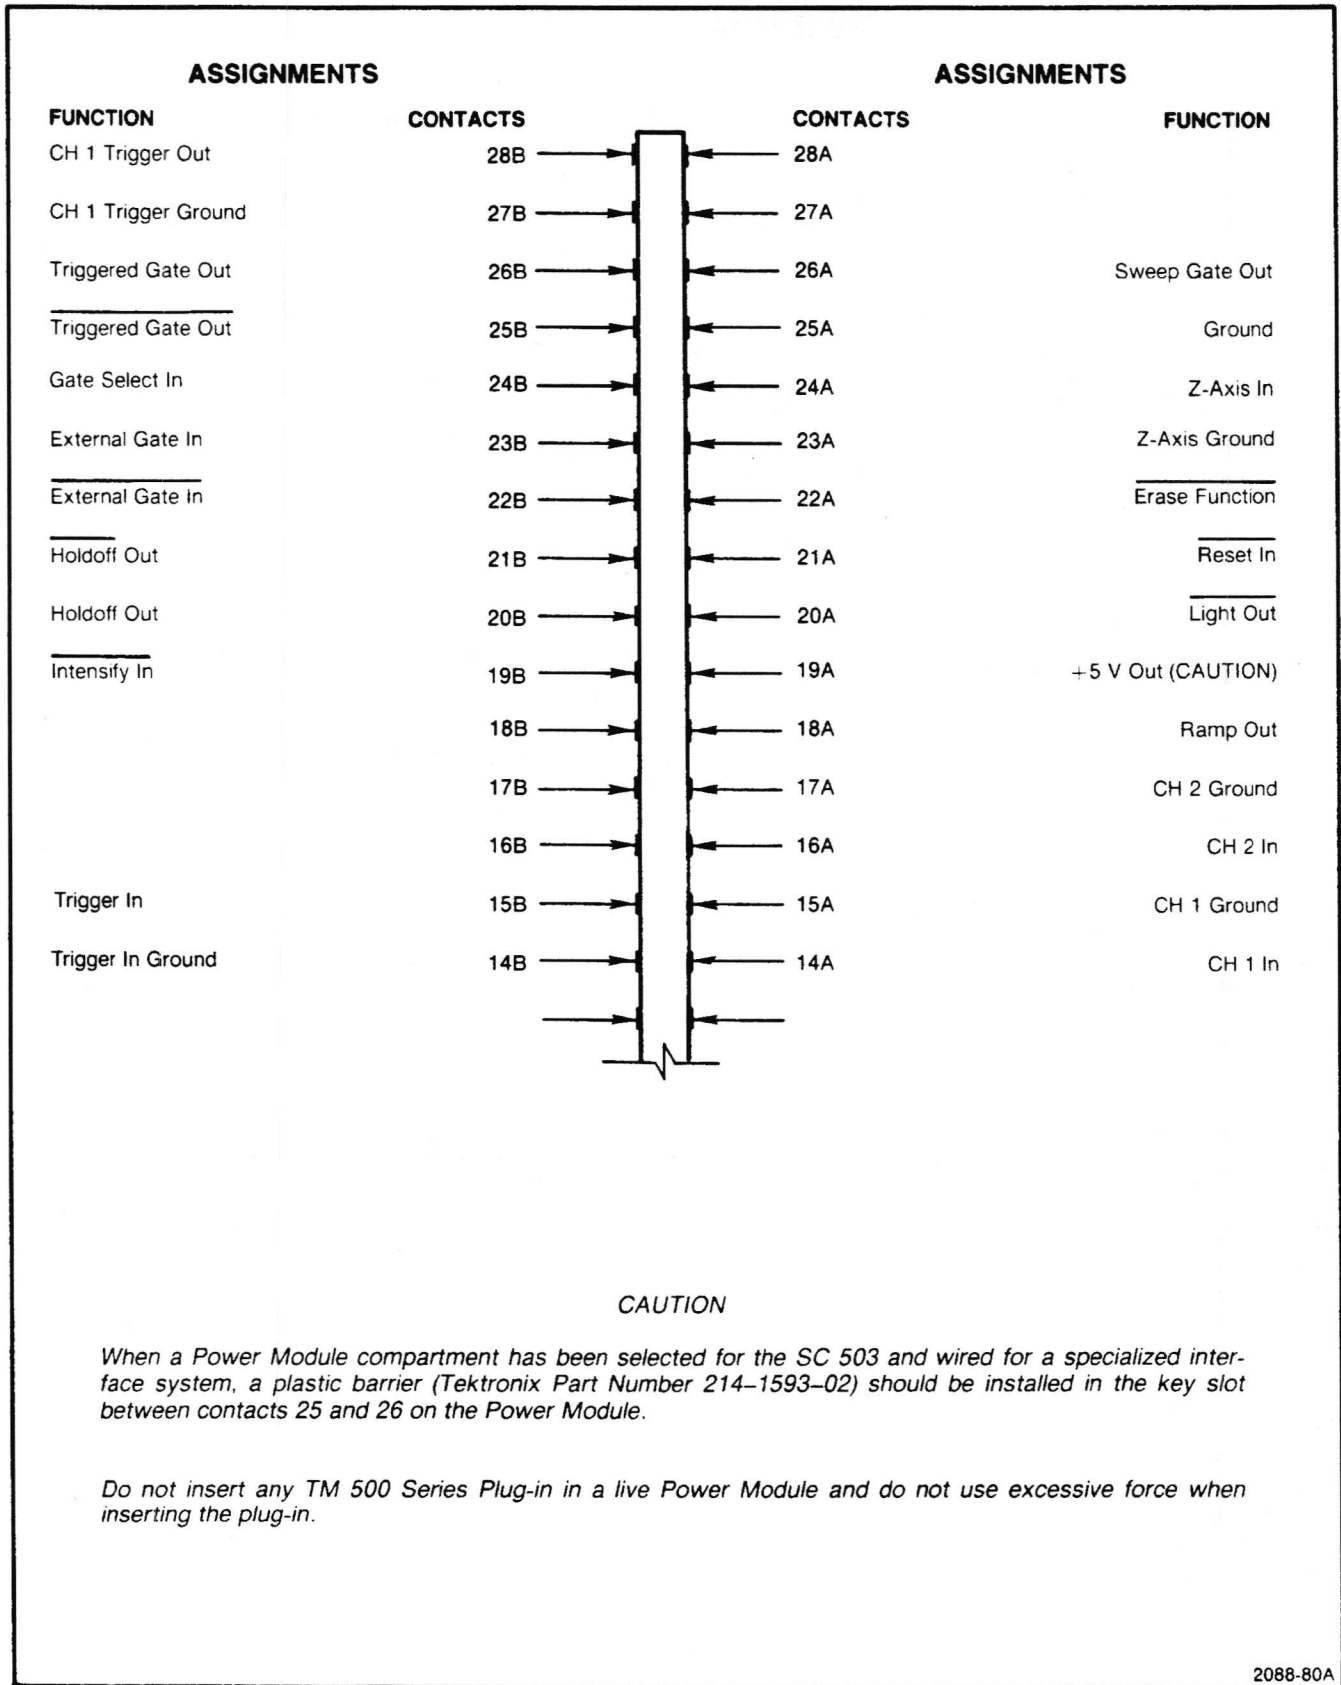 ASSIGNMENTS ASSIGNMENTS
FUNCTION CONTACTS CONTACTS FUNCTION
CH 1 Trigger Out 28B 28A
CH 1 Trigger Ground 27B 27A
Triggered Gate Out 26B 26A Sweep Gate Out
Triggered Gate Out 25B 25A Ground
Gate Select In 24B 24A Z-Axis In
External Gate In 23B 23A Z-Axis Ground
External Gate In 22B 22A Erase Function
Holdoff Out 21B 21A Reset In
Holdoff Out 20B 20A Light Out
Intensify In 19B 19A +5 V Out (CAUTION)
18B 18A Ramp Out
17B 17A CH 2 Ground
16B 16A CH 2 In
Trigger In 15B 15A CH 1 Ground
Trigger In Ground 14B 14A CH 1 In
CAUTION
When a Power Module compartment has been selected for the SC 503 and wired for a specialized inter-
face system, a plastic barrier (Tektronix Part Number 214–1593–02) should be installed in the key slot
between contacts 25 and 26 on the Power Module.
Do not insert any TM 500 Series Plug-in in a live Power Module and do not use excessive force when
inserting the plug-in.
2088-80A